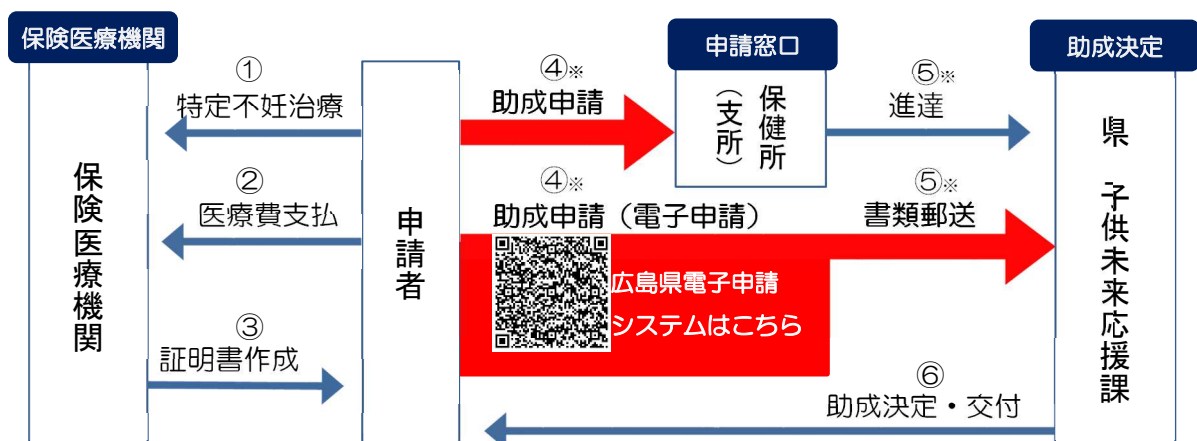 保険医療機関
申請窓口
助成決定
①
特定不妊治療
④※
助成申請
保健所
（支所）
⑤※
進達
②
医療費支払
④※
助成申請（電子申請）
⑤※
書類郵送
広島県電子申請
システムはこちら
③
証明書作成
⑥
助成決定・交付
保険医療機関
申請者
県 子供未来応援課